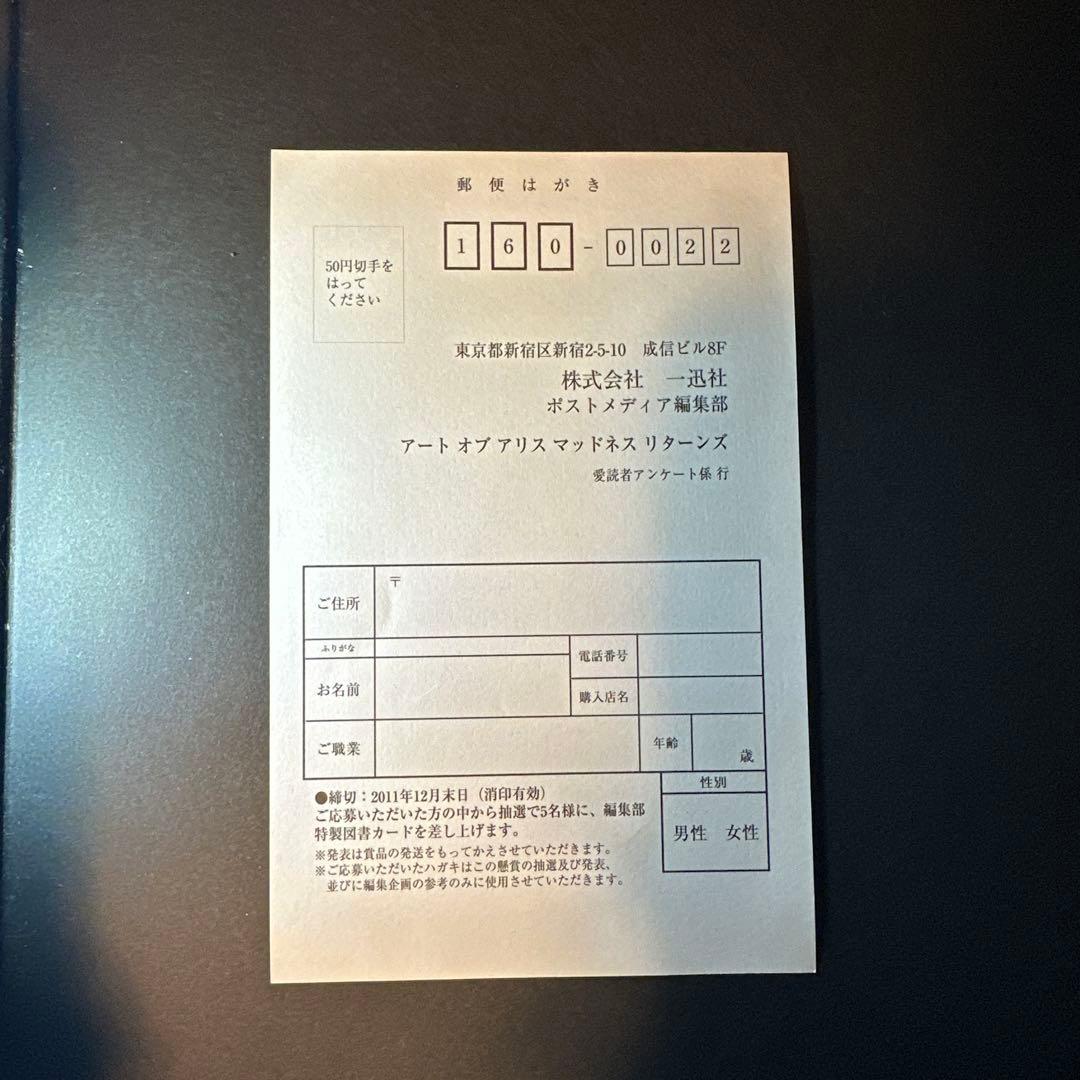 郵便はがき
160-0022
50円切手を
はって
ください
東京都新宿区新宿2-5-10 成信ビル8F
株式会社 一迅社
ポストメディア編集部
アート オブ アリス マッドネス リターンズ
愛読者アンケート係 行
ご住所
〒
ふりがな
お名前
電話番号
購入店名
ご職業
年齢
歳
性別
男性 女性
●締切：2011年12月末日（消印有効）
ご応募いただいた方の中から抽選で5名様に、編集部
特製図書カードを差し上げます。
※発表は賞品の発送をもってかえさせていただきます。
※ご応募いただいたハガキはこの懸賞の抽選及び発表、
並びに編集企画の参考のみに使用させていただきます。